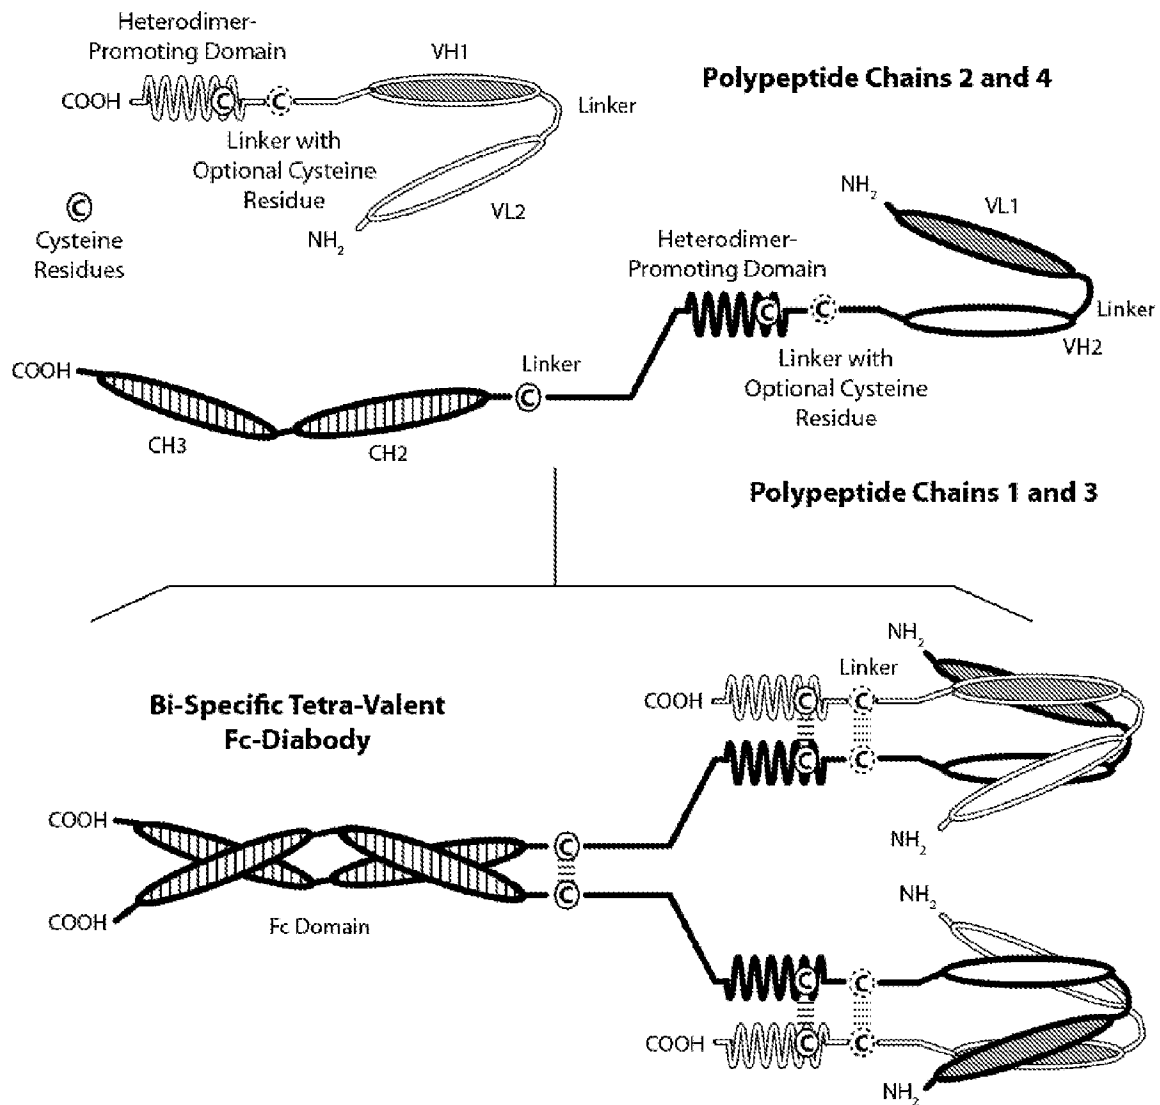 Heterodimer-
Promoting Domain
VH1
Polypeptide Chains 2 and 4
COOH
C
C
Linker
Linker with
Optional Cysteine
Residue
VL2
NH2
C
Cysteine
Residues
NH2
VL1
Heterodimer-
Promoting Domain
C
C
Linker
VH2
Linker with
Optional Cysteine
Residue
COOH
Linker
C
CH3
CH2
Polypeptide Chains 1 and 3
Bi-Specific Tetra-Valent
Fc-Diabody
NH2
Linker
COOH
C
C
C
C
NH2
COOH
C
C
COOH
Fc Domain
NH2
C
C
COOH
C
C
NH2